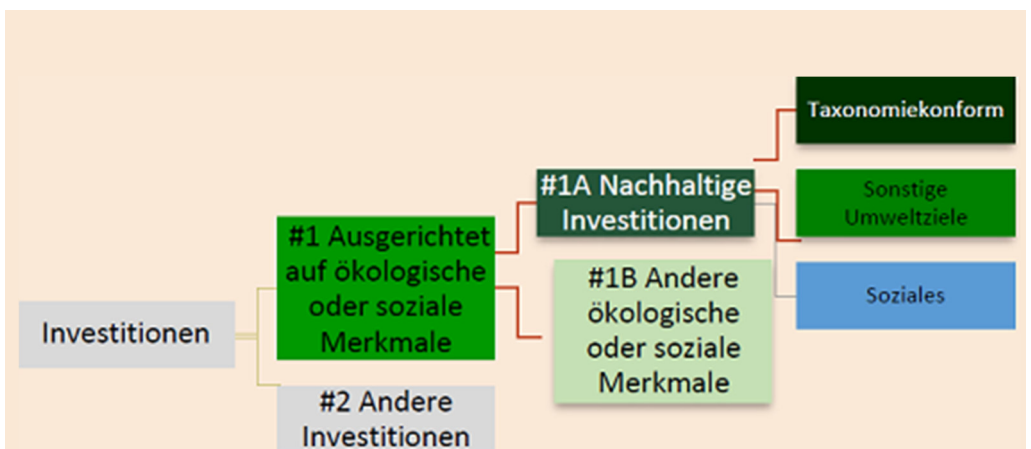 Investitionen
#1 Ausgerichtet
auf ökologische
oder soziale
Merkmale
#2 Andere
Investitionen
#1A Nachhaltige
Investitionen
#1B Andere
ökologische
oder soziale
Merkmale
Taxonomiekonform
Sonstige
Umweltziele
Soziales